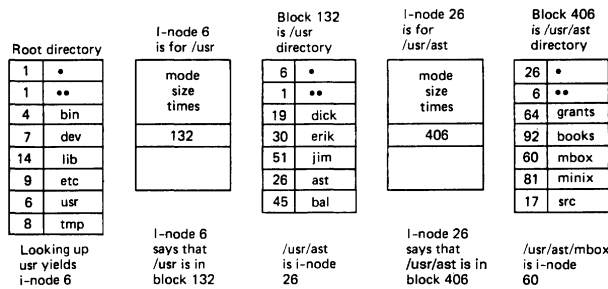 Root directory
1 •
1 ••
4 bin
7 dev
14 lib
9 etc
6 usr
8 tmp
Looking up
usr yields
i-node 6
I-node 6
is for /usr
mode
size
times
132
I-node 6
says that
/usr is in
block 132
Block 132
is /usr
directory
6 •
1 ••
19 dick
30 erik
51 jim
26 ast
45 bal
/usr/ast
is i-node
26
I-node 26
is for
/usr/ast
mode
size
times
406
I-node 26
says that
/usr/ast is in
block 406
Block 406
is /usr/ast
directory
26 •
6 ••
64 grants
92 books
60 mbox
81 minix
17 src
/usr/ast/mbox
is i-node
60